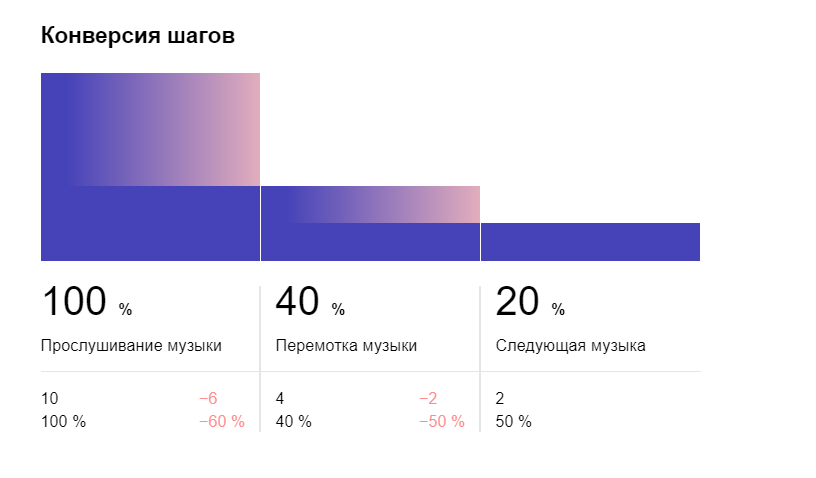 Конверсия шагов
100 % 40 % 20 %
Прослушивание музыки Перемотка музыки Следующая музыка
10 −6 4 −2 2
100 % −60 % 40 % −50 % 50 %